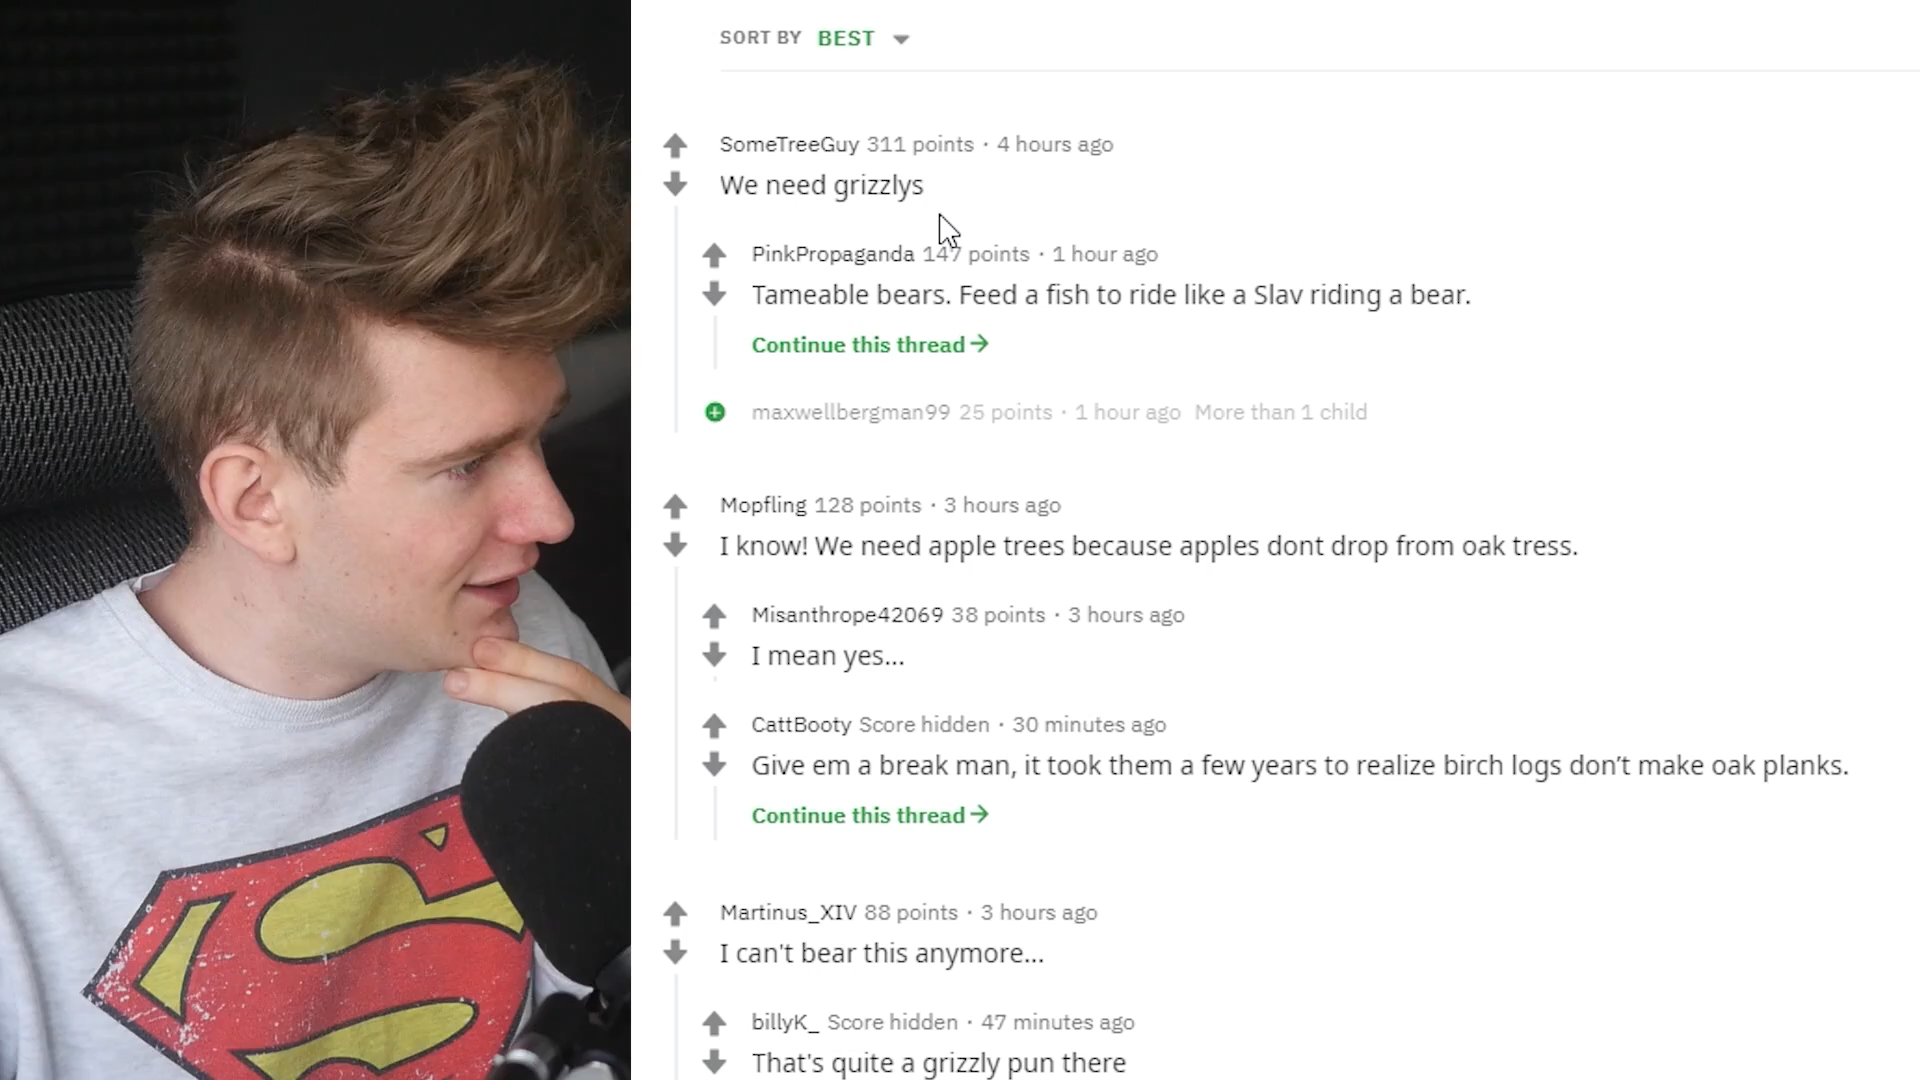 SORT BY BEST
SomeTreeGuy 311 points · 4 hours ago
We need grizzlys
PinkPropaganda 147 points · 1 hour ago
Tameable bears. Feed a fish to ride like a Slav riding a bear.
Continue this thread→
maxwellbergman99 25 points · 1 hour ago More than 1 child
Mopfling 128 points · 3 hours ago
I know! We need apple trees because apples dont drop from oak tress.
Misanthrope42069 38 points · 3 hours ago
I mean yes...
CattBooty Score hidden · 30 minutes ago
Give em a break man, it took them a few years to realize birch logs don’t make oak planks.
Continue this thread→
Martinus_XIV 88 points · 3 hours ago
I can't bear this anymore...
billyK_ Score hidden · 47 minutes ago
That's quite a grizzly pun there